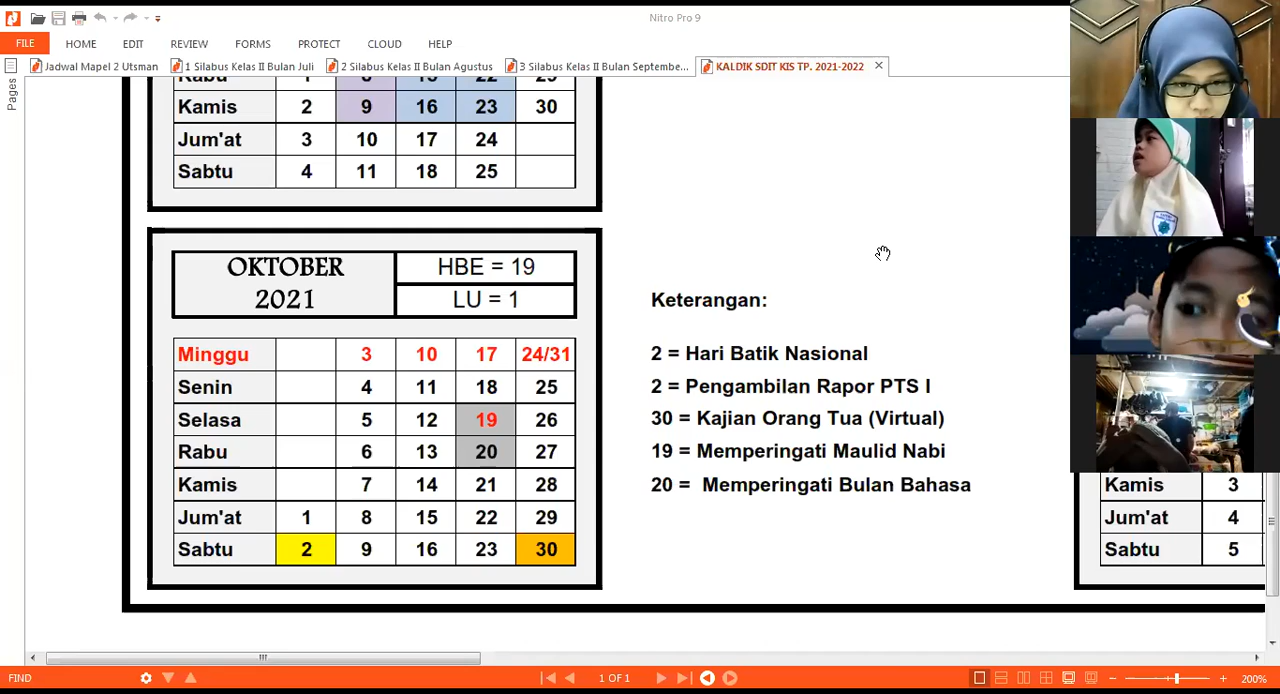 Nitro Pro 9
FILE HOME EDIT REVIEW FORMS PROTECT CLOUD HELP
Jadwal Mapel 2 Utsman 1 Silabus Kelas II Bulan Juli 2 Silabus Kelas II Bulan Agustus 3 Silabus Kelas II Bulan Septembe... KALDIK SDIT KIS TP. 2021-2022
Pages
Rabu 1 8 15 22 29
Kamis 2 9 16 23 30
Jum'at 3 10 17 24
Sabtu 4 11 18 25
OKTOBER 2021
HBE = 19
LU = 1
Minggu 3 10 17 24/31
Senin 4 11 18 25
Selasa 5 12 19 26
Rabu 6 13 20 27
Kamis 7 14 21 28
Jum'at 1 8 15 22 29
Sabtu 2 9 16 23 30
Keterangan:
2 = Hari Batik Nasional
2 = Pengambilan Rapor PTS I
30 = Kajian Orang Tua (Virtual)
19 = Memperingati Maulid Nabi
20 = Memperingati Bulan Bahasa
Kamis 3
Jum'at 4
Sabtu 5
FIND 1 OF 1 200%